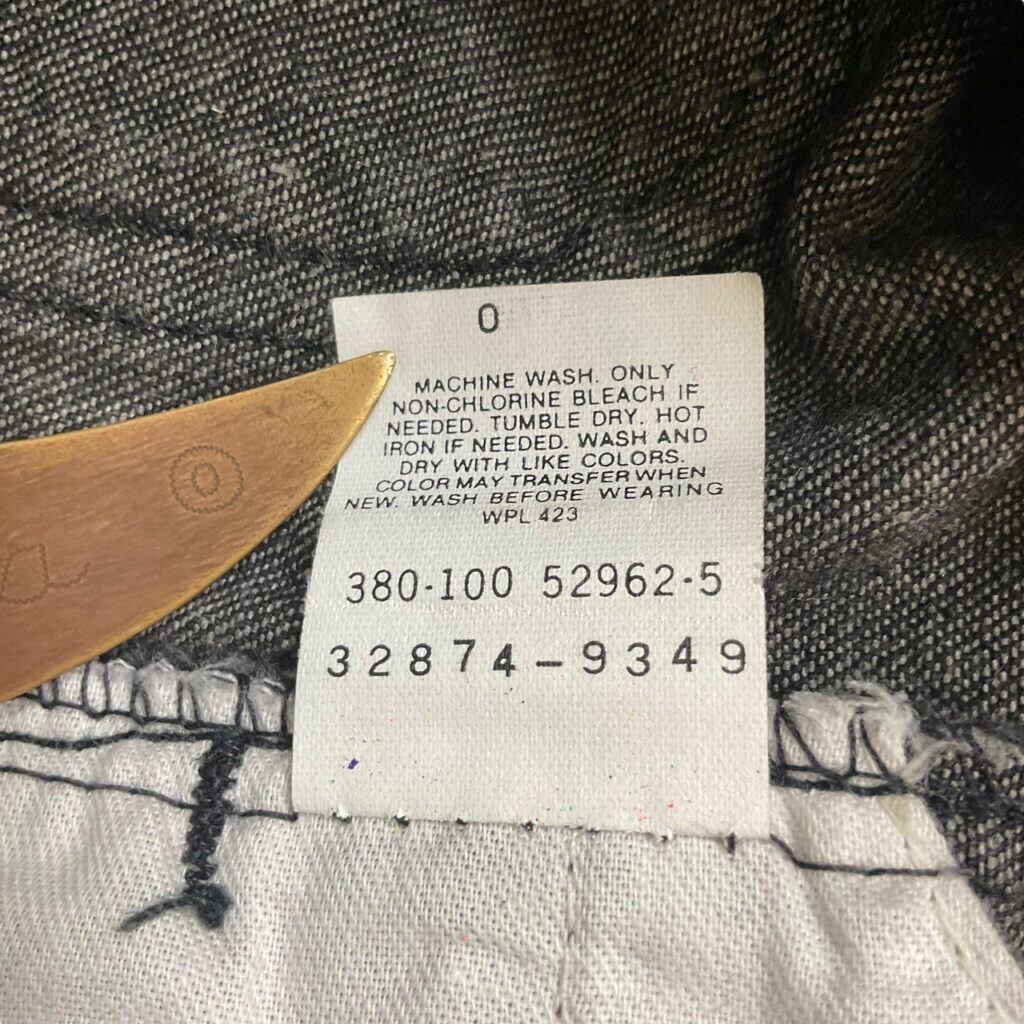 0
MACHINE WASH. ONLY
NON-CHLORINE BLEACH IF
NEEDED. TUMBLE DRY. HOT
IRON IF NEEDED. WASH AND
DRY WITH LIKE COLORS.
COLOR MAY TRANSFER WHEN
NEW. WASH BEFORE WEARING
WPL 423
380-100 52962-5
32874-9349